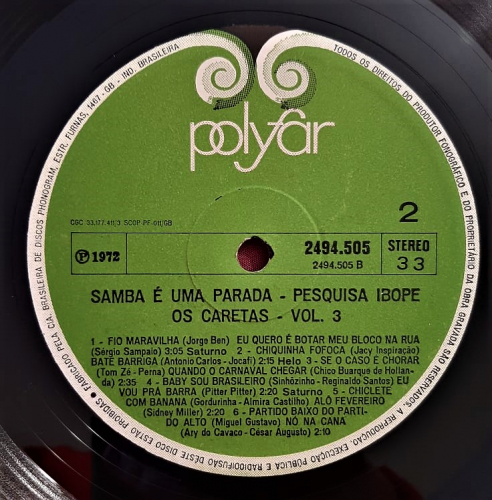 polyfar
CGC 33.177.411/3 SCDP PF-011/GB
2
℗ 1972
2494.505
2494.505 B
STEREO
33
SAMBA É UMA PARADA - PESQUISA IBOPE
OS CARETAS - VOL. 3
1 - FIO MARAVILHA (Jorge Ben) EU QUERO É BOTAR MEU BLOCO NA RUA
(Sérgio Sampaio) 3:05 Saturno 2 - CHIQUINHA FOFOCA (Jacy Inspiração)
BATE BARRIGA (Antonio Carlos - Jocafi) 2:15 Helo 3 - SE O CASO É CHORAR
(Tom Zé - Perna) QUANDO O CARNAVAL CHEGAR (Chico Buarque de Hollan-
da) 2:35 4 - BABY SOU BRASILEIRO (Sinhôzinho - Reginaldo Santos) EU
VOU PRÁ BARRA (Pitter Pitter) 2:20 Saturno 5 - CHICLETE
COM BANANA (Gordurinha - Almira Castilho) ALÔ FEVEREIRO
(Sidney Miller) 2:21 6 - PARTIDO BAIXO DO PARTI-
DO ALTO (Miguel Gustavo) NÓ NA CANA
(Ary do Cavaco - César Augusto) 2:10
FABRICADO PELA CIA. BRASILEIRA DE DISCOS PHONOGRAM, ESTR. FURNAS, 1467 - GB - IND. BRASILEIRA
TODOS OS DIREITOS DO PRODUTOR FONOGRÁFICO E DO PROPRIETÁRIO DA OBRA GRAVADA SÃO RESERVADOS. A REPRODUÇÃO, EXECUÇÃO PÚBLICA E RADIODIFUSÃO DESTE DISCO ESTÃO PROIBIDAS